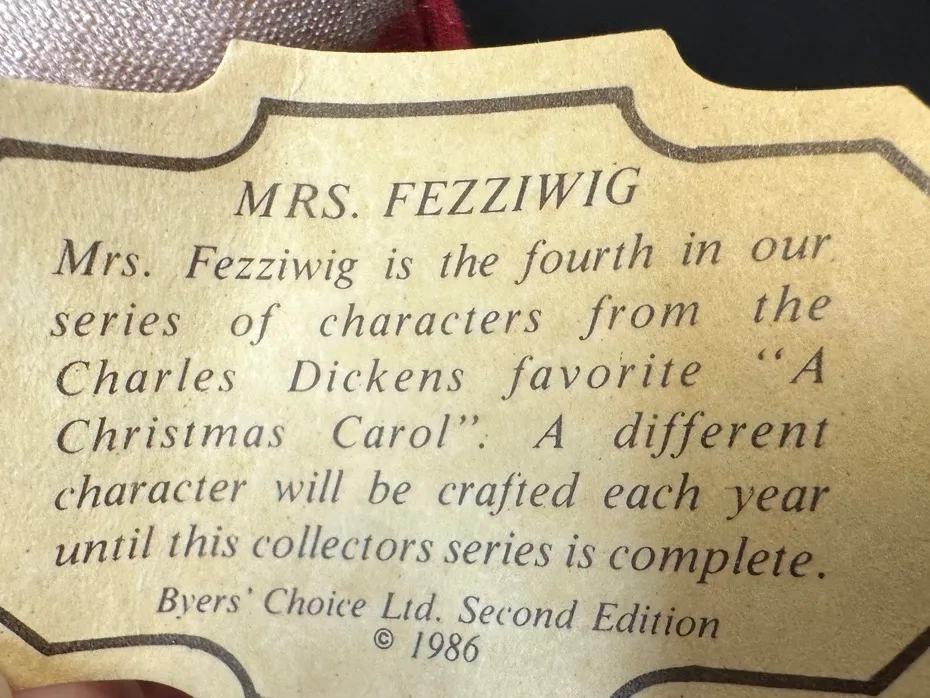 MRS. FEZZIWIG
Mrs. Fezziwig is the fourth in our
series of characters from the
Charles Dickens favorite “A
Christmas Carol”. A different
character will be crafted each year
until this collectors series is complete.
Byers’ Choice Ltd. Second Edition
© 1986